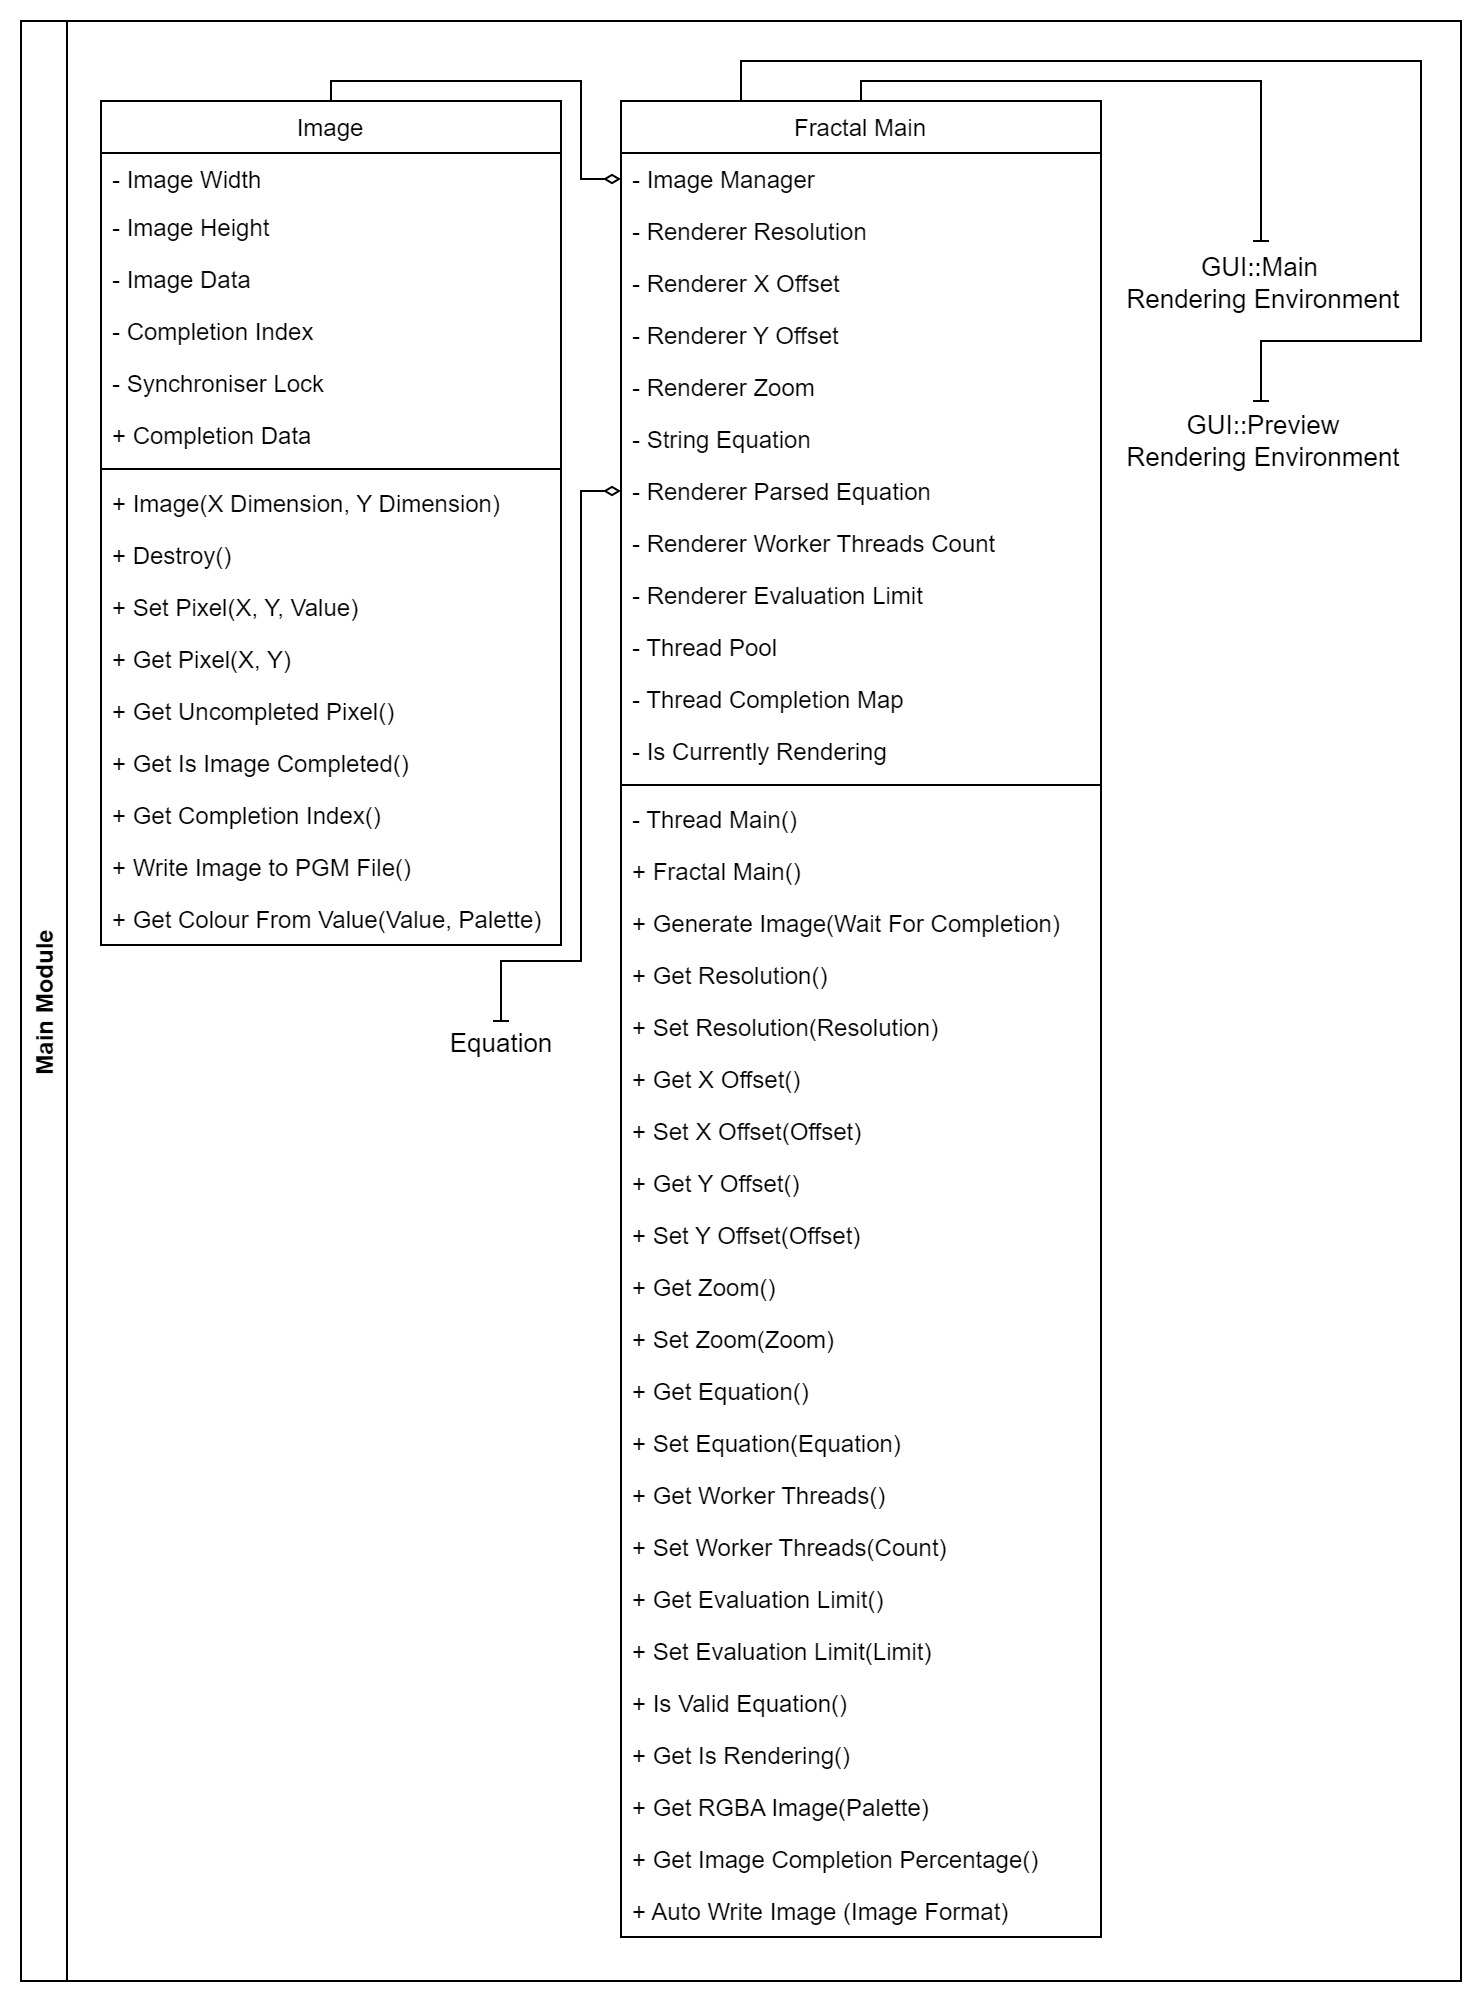 Main Module
Image
- Image Width
- Image Height
- Image Data
- Completion Index
- Synchroniser Lock
+ Completion Data
+ Image(X Dimension, Y Dimension)
+ Destroy()
+ Set Pixel(X, Y, Value)
+ Get Pixel(X, Y)
+ Get Uncompleted Pixel()
+ Get Is Image Completed()
+ Get Completion Index()
+ Write Image to PGM File()
+ Get Colour From Value(Value, Palette)
Equation
Fractal Main
- Image Manager
- Renderer Resolution
- Renderer X Offset
- Renderer Y Offset
- Renderer Zoom
- String Equation
- Renderer Parsed Equation
- Renderer Worker Threads Count
- Renderer Evaluation Limit
- Thread Pool
- Thread Completion Map
- Is Currently Rendering
- Thread Main()
+ Fractal Main()
+ Generate Image(Wait For Completion)
+ Get Resolution()
+ Set Resolution(Resolution)
+ Get X Offset()
+ Set X Offset(Offset)
+ Get Y Offset()
+ Set Y Offset(Offset)
+ Get Zoom()
+ Set Zoom(Zoom)
+ Get Equation()
+ Set Equation(Equation)
+ Get Worker Threads()
+ Set Worker Threads(Count)
+ Get Evaluation Limit()
+ Set Evaluation Limit(Limit)
+ Is Valid Equation()
+ Get Is Rendering()
+ Get RGBA Image(Palette)
+ Get Image Completion Percentage()
+ Auto Write Image (Image Format)
GUI::Main
Rendering Environment
GUI::Preview
Rendering Environment